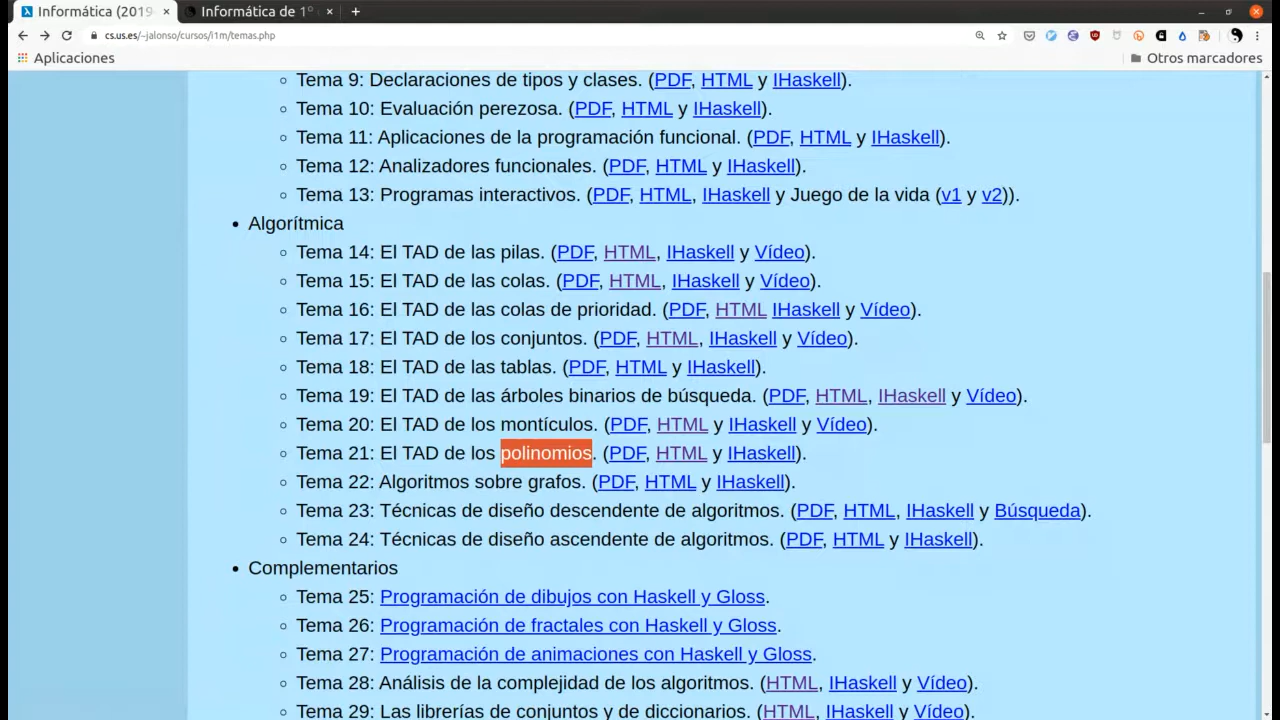 Informática (2019 × Informática de 1º × +
cs.us.es/~jalonso/cursos/i1m/temas.php
Aplicaciones Otros marcadores
Tema 9: Declaraciones de tipos y clases. (PDF, HTML y IHaskell).
Tema 10: Evaluación perezosa. (PDF, HTML y IHaskell).
Tema 11: Aplicaciones de la programación funcional. (PDF, HTML y IHaskell).
Tema 12: Analizadores funcionales. (PDF, HTML y IHaskell).
Tema 13: Programas interactivos. (PDF, HTML, IHaskell y Juego de la vida (v1 y v2)).
Algorítmica
Tema 14: El TAD de las pilas. (PDF, HTML, IHaskell y Vídeo).
Tema 15: El TAD de las colas. (PDF, HTML, IHaskell y Vídeo).
Tema 16: El TAD de las colas de prioridad. (PDF, HTML IHaskell y Vídeo).
Tema 17: El TAD de los conjuntos. (PDF, HTML, IHaskell y Vídeo).
Tema 18: El TAD de las tablas. (PDF, HTML y IHaskell).
Tema 19: El TAD de las árboles binarios de búsqueda. (PDF, HTML, IHaskell y Vídeo).
Tema 20: El TAD de los montículos. (PDF, HTML y IHaskell y Vídeo).
Tema 21: El TAD de los polinomios. (PDF, HTML y IHaskell).
Tema 22: Algoritmos sobre grafos. (PDF, HTML y IHaskell).
Tema 23: Técnicas de diseño descendente de algoritmos. (PDF, HTML, IHaskell y Búsqueda).
Tema 24: Técnicas de diseño ascendente de algoritmos. (PDF, HTML y IHaskell).
Complementarios
Tema 25: Programación de dibujos con Haskell y Gloss.
Tema 26: Programación de fractales con Haskell y Gloss.
Tema 27: Programación de animaciones con Haskell y Gloss.
Tema 28: Análisis de la complejidad de los algoritmos. (HTML, IHaskell y Vídeo).
Tema 29: Las librerías de conjuntos y de diccionarios. (HTML, IHaskell y Vídeo).